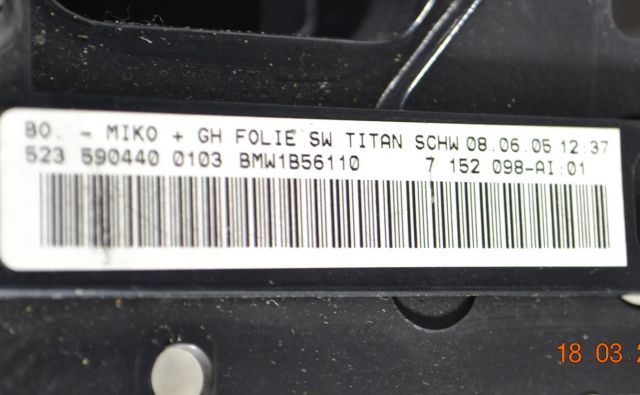 BO. - MIKO + GH FOLIE SW TITAN SCHW 08.06.05 12:37
523 590440 0103 BMW1B56110 7 152 098-AI:01
18.03.